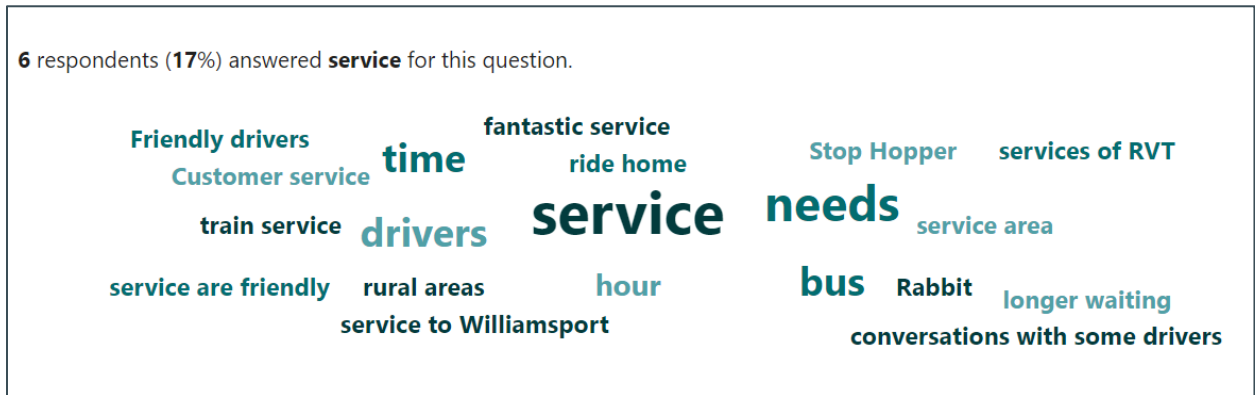 6 respondents (17%) answered service for this question.
fantastic service
Friendly drivers
time
ride home
Stop Hopper
services of RVT
Customer service
needs
service
train service
drivers
service area
service are friendly
rural areas
hour
bus
Rabbit
longer waiting
service to Williamsport
conversations with some drivers